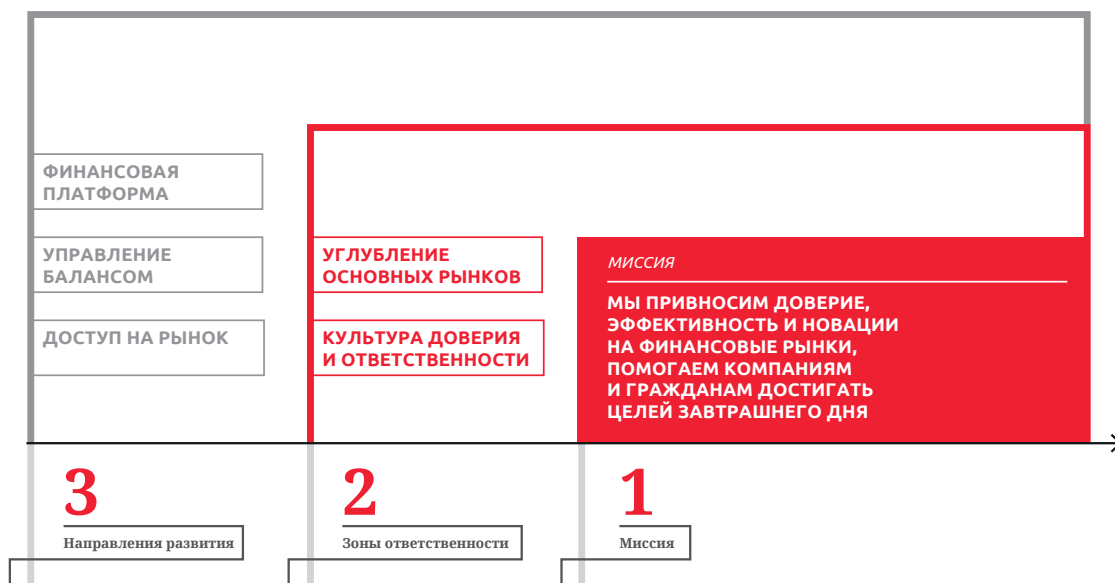 ФИНАНСОВАЯ
ПЛАТФОРМА
УПРАВЛЕНИЕ
БАЛАНСОМ
ДОСТУП НА РЫНОК
УГЛУБЛЕНИЕ
ОСНОВНЫХ РЫНКОВ
КУЛЬТУРА ДОВЕРИЯ
И ОТВЕТСТВЕННОСТИ
МИССИЯ
МЫ ПРИВНОСИМ ДОВЕРИЕ,
ЭФФЕКТИВНОСТЬ И НОВАЦИИ
НА ФИНАНСОВЫЕ РЫНКИ,
ПОМОГАЕМ КОМПАНИЯМ
И ГРАЖДАНАМ ДОСТИГАТЬ
ЦЕЛЕЙ ЗАВТРАШНЕГО ДНЯ
3
Направления развития
2
Зоны ответственности
1
Миссия